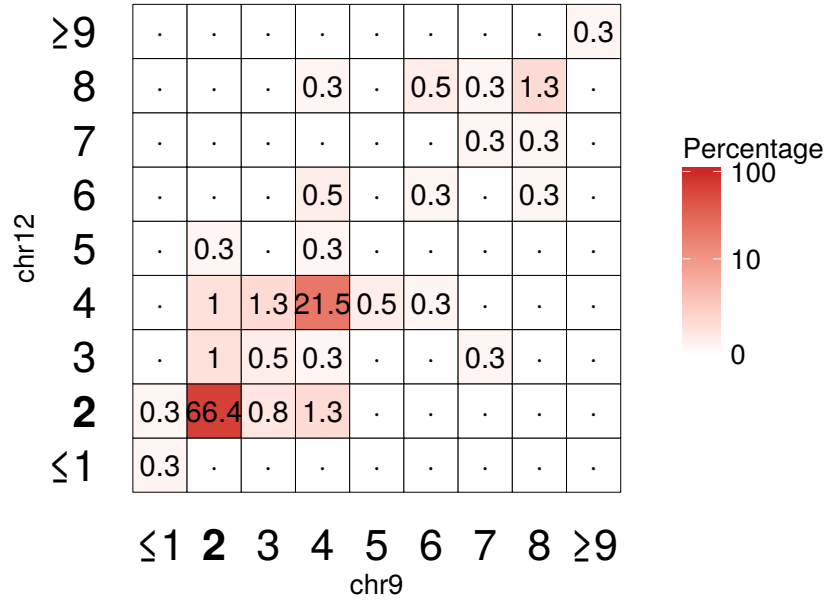 ≥9 · · · · · · · · 0.3
8 · · · 0.3 · 0.5 0.3 1.3 ·
7 · · · · · · 0.3 0.3 ·
6 · · · 0.5 · 0.3 · 0.3 ·
5 · 0.3 · 0.3 · · · · ·
4 · 1 1.3 21.5 0.5 0.3 · · ·
3 · 1 0.5 0.3 · · 0.3 · ·
2 0.3 66.4 0.8 1.3 · · · · ·
≤1 0.3 · · · · · · · ·
≤1 2 3 4 5 6 7 8 ≥9
chr9
chr12
Percentage
100
10
0